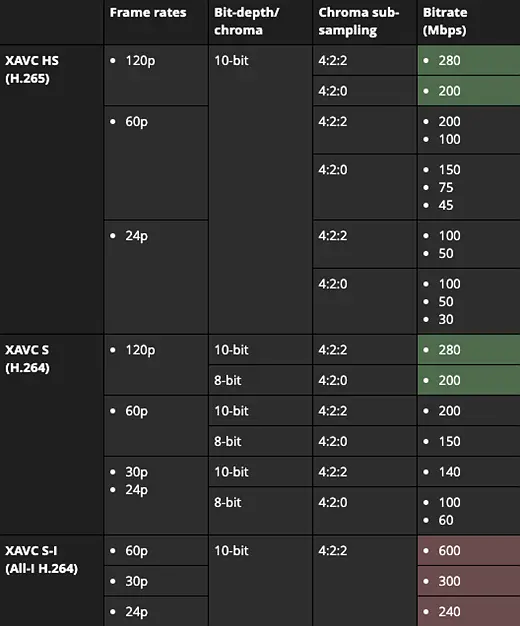 Frame rates Bit-depth/ chroma Chroma sub-sampling Bitrate (Mbps)
XAVC HS (H.265) • 120p 10-bit 4:2:2 • 280
4:2:0 • 200
• 60p 4:2:2 • 200
• 100
4:2:0 • 150
• 75
• 45
• 24p 4:2:2 • 100
• 50
4:2:0 • 100
• 50
• 30
XAVC S (H.264) • 120p 10-bit 4:2:2 • 280
8-bit 4:2:0 • 200
• 60p 10-bit 4:2:2 • 200
8-bit 4:2:0 • 150
• 30p 10-bit 4:2:2 • 140
• 24p
8-bit 4:2:0 • 100
• 60
XAVC S-I (All-I H.264) • 60p 10-bit 4:2:2 • 600
• 30p • 300
• 24p • 240